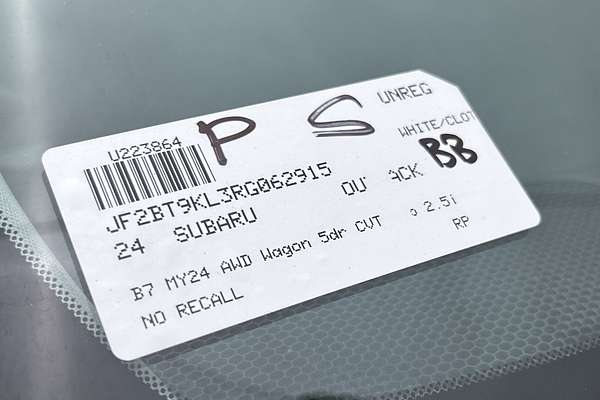 P S UNREG
U223864 WHITE/CLOT
BB
JF2BT9KL3RG062915
24 SUBARU OU ACK
B7 MY24 AWD Wagon 5dr CVT 2.5i
NO RECALL RP